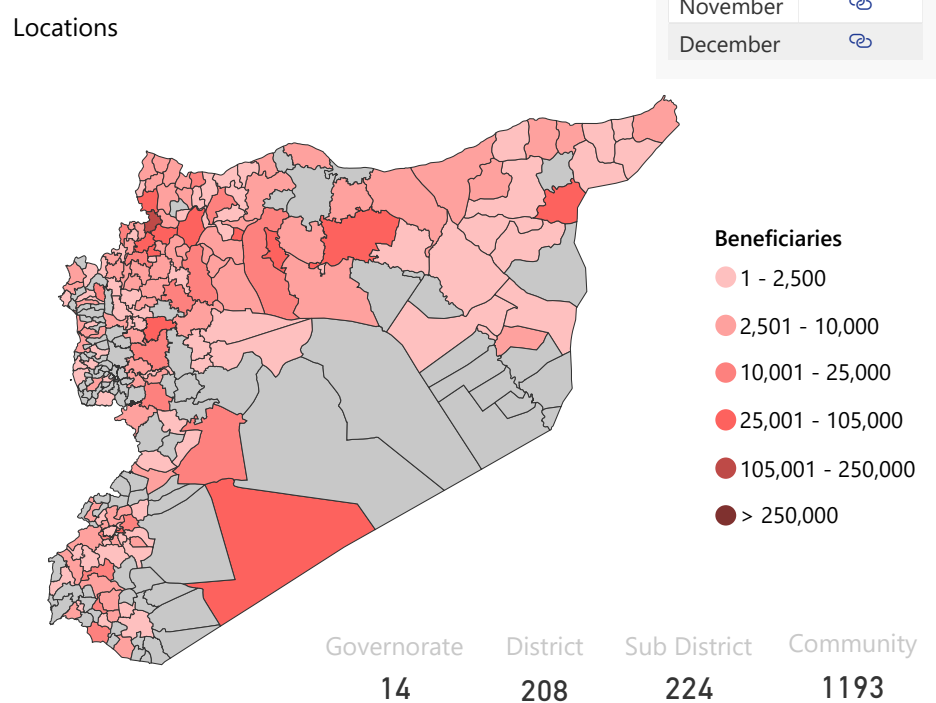 November
December
Locations
Beneficiaries
1 - 2,500
2,501 - 10,000
10,001 - 25,000
25,001 - 105,000
105,001 - 250,000
> 250,000
Governorate District Sub District Community
14 208 224 1193